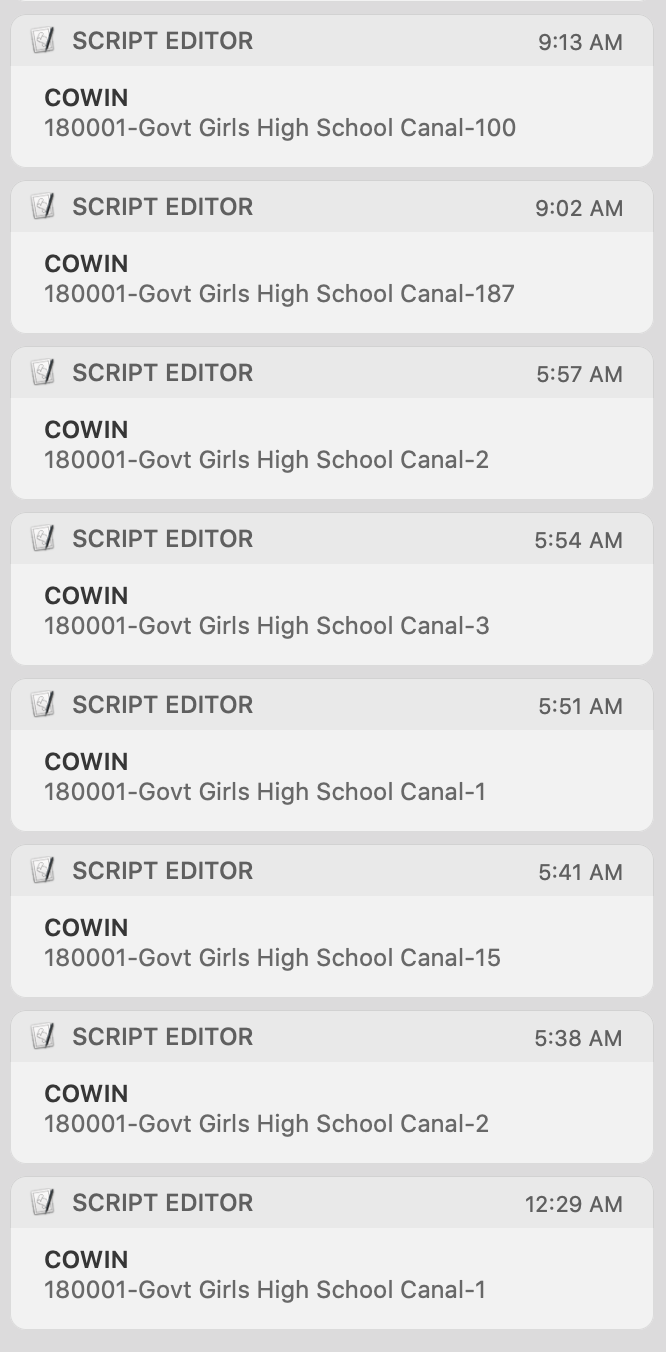 SCRIPT EDITOR 9:13 AM
COWIN
180001-Govt Girls High School Canal-100
SCRIPT EDITOR 9:02 AM
COWIN
180001-Govt Girls High School Canal-187
SCRIPT EDITOR 5:57 AM
COWIN
180001-Govt Girls High School Canal-2
SCRIPT EDITOR 5:54 AM
COWIN
180001-Govt Girls High School Canal-3
SCRIPT EDITOR 5:51 AM
COWIN
180001-Govt Girls High School Canal-1
SCRIPT EDITOR 5:41 AM
COWIN
180001-Govt Girls High School Canal-15
SCRIPT EDITOR 5:38 AM
COWIN
180001-Govt Girls High School Canal-2
SCRIPT EDITOR 12:29 AM
COWIN
180001-Govt Girls High School Canal-1